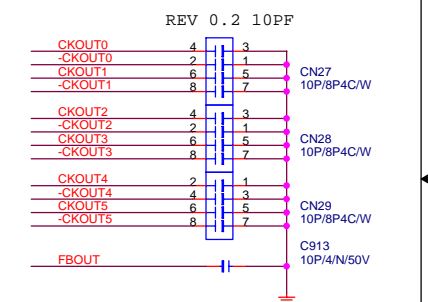 REV 0.2 10PF
CKOUT0 4 3
-CKOUT0 2 1
CKOUT1 6 5 CN27
-CKOUT1 8 7 10P/8P4C/W
CKOUT2 4 3
-CKOUT2 2 1
CKOUT3 6 5 CN28
-CKOUT3 8 7 10P/8P4C/W
CKOUT4 2 1
-CKOUT4 4 3
CKOUT5 6 5 CN29
-CKOUT5 8 7 10P/8P4C/W
C913
FBOUT 10P/4/N/50V